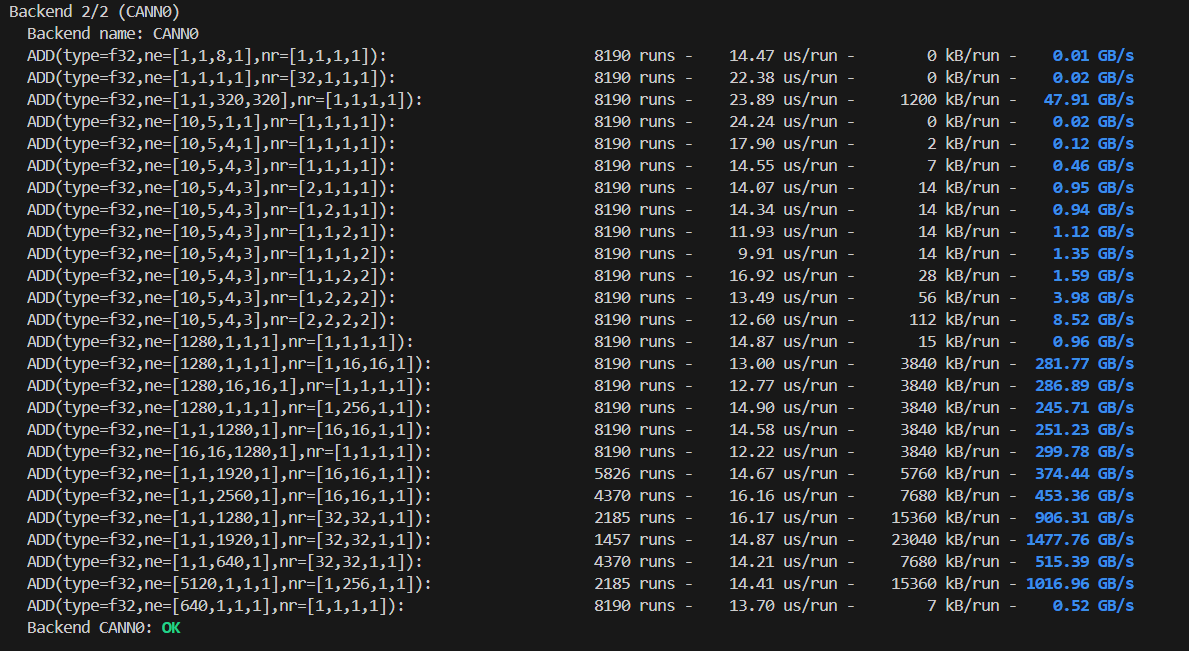 Backend 2/2 (CANN0)
Backend name: CANN0
ADD(type=f32,ne=[1,1,8,1],nr=[1,1,1,1]): 8190 runs - 14.47 us/run - 0 kB/run - 0.01 GB/s
ADD(type=f32,ne=[1,1,1,1],nr=[32,1,1,1]): 8190 runs - 22.38 us/run - 0 kB/run - 0.02 GB/s
ADD(type=f32,ne=[1,1,320,320],nr=[1,1,1,1]): 8190 runs - 23.89 us/run - 1200 kB/run - 47.91 GB/s
ADD(type=f32,ne=[10,5,1,1],nr=[1,1,1,1]): 8190 runs - 24.24 us/run - 0 kB/run - 0.02 GB/s
ADD(type=f32,ne=[10,5,4,1],nr=[1,1,1,1]): 8190 runs - 17.90 us/run - 2 kB/run - 0.12 GB/s
ADD(type=f32,ne=[10,5,4,3],nr=[1,1,1,1]): 8190 runs - 14.55 us/run - 7 kB/run - 0.46 GB/s
ADD(type=f32,ne=[10,5,4,3],nr=[2,1,1,1]): 8190 runs - 14.07 us/run - 14 kB/run - 0.95 GB/s
ADD(type=f32,ne=[10,5,4,3],nr=[1,2,1,1]): 8190 runs - 14.34 us/run - 14 kB/run - 0.94 GB/s
ADD(type=f32,ne=[10,5,4,3],nr=[1,1,2,1]): 8190 runs - 11.93 us/run - 14 kB/run - 1.12 GB/s
ADD(type=f32,ne=[10,5,4,3],nr=[1,1,1,2]): 8190 runs - 9.91 us/run - 14 kB/run - 1.35 GB/s
ADD(type=f32,ne=[10,5,4,3],nr=[1,1,2,2]): 8190 runs - 16.92 us/run - 28 kB/run - 1.59 GB/s
ADD(type=f32,ne=[10,5,4,3],nr=[1,2,2,2]): 8190 runs - 13.49 us/run - 56 kB/run - 3.98 GB/s
ADD(type=f32,ne=[10,5,4,3],nr=[2,2,2,2]): 8190 runs - 12.60 us/run - 112 kB/run - 8.52 GB/s
ADD(type=f32,ne=[1280,1,1,1],nr=[1,1,1,1]): 8190 runs - 14.87 us/run - 15 kB/run - 0.96 GB/s
ADD(type=f32,ne=[1280,1,1,1],nr=[1,16,16,1]): 8190 runs - 13.00 us/run - 3840 kB/run - 281.77 GB/s
ADD(type=f32,ne=[1280,16,16,1],nr=[1,1,1,1]): 8190 runs - 12.77 us/run - 3840 kB/run - 286.89 GB/s
ADD(type=f32,ne=[1280,1,1,1],nr=[1,256,1,1]): 8190 runs - 14.90 us/run - 3840 kB/run - 245.71 GB/s
ADD(type=f32,ne=[1,1,1280,1],nr=[16,16,1,1]): 8190 runs - 14.58 us/run - 3840 kB/run - 251.23 GB/s
ADD(type=f32,ne=[16,16,1280,1],nr=[1,1,1,1]): 8190 runs - 12.22 us/run - 3840 kB/run - 299.78 GB/s
ADD(type=f32,ne=[1,1,1920,1],nr=[16,16,1,1]): 5826 runs - 14.67 us/run - 5760 kB/run - 374.44 GB/s
ADD(type=f32,ne=[1,1,2560,1],nr=[16,16,1,1]): 4370 runs - 16.16 us/run - 7680 kB/run - 453.36 GB/s
ADD(type=f32,ne=[1,1,1280,1],nr=[32,32,1,1]): 2185 runs - 16.17 us/run - 15360 kB/run - 906.31 GB/s
ADD(type=f32,ne=[1,1,1920,1],nr=[32,32,1,1]): 1457 runs - 14.87 us/run - 23040 kB/run - 1477.76 GB/s
ADD(type=f32,ne=[1,1,640,1],nr=[32,32,1,1]): 4370 runs - 14.21 us/run - 7680 kB/run - 515.39 GB/s
ADD(type=f32,ne=[5120,1,1,1],nr=[1,256,1,1]): 2185 runs - 14.41 us/run - 15360 kB/run - 1016.96 GB/s
ADD(type=f32,ne=[640,1,1,1],nr=[1,1,1,1]): 8190 runs - 13.70 us/run - 7 kB/run - 0.52 GB/s
Backend CANN0: OK